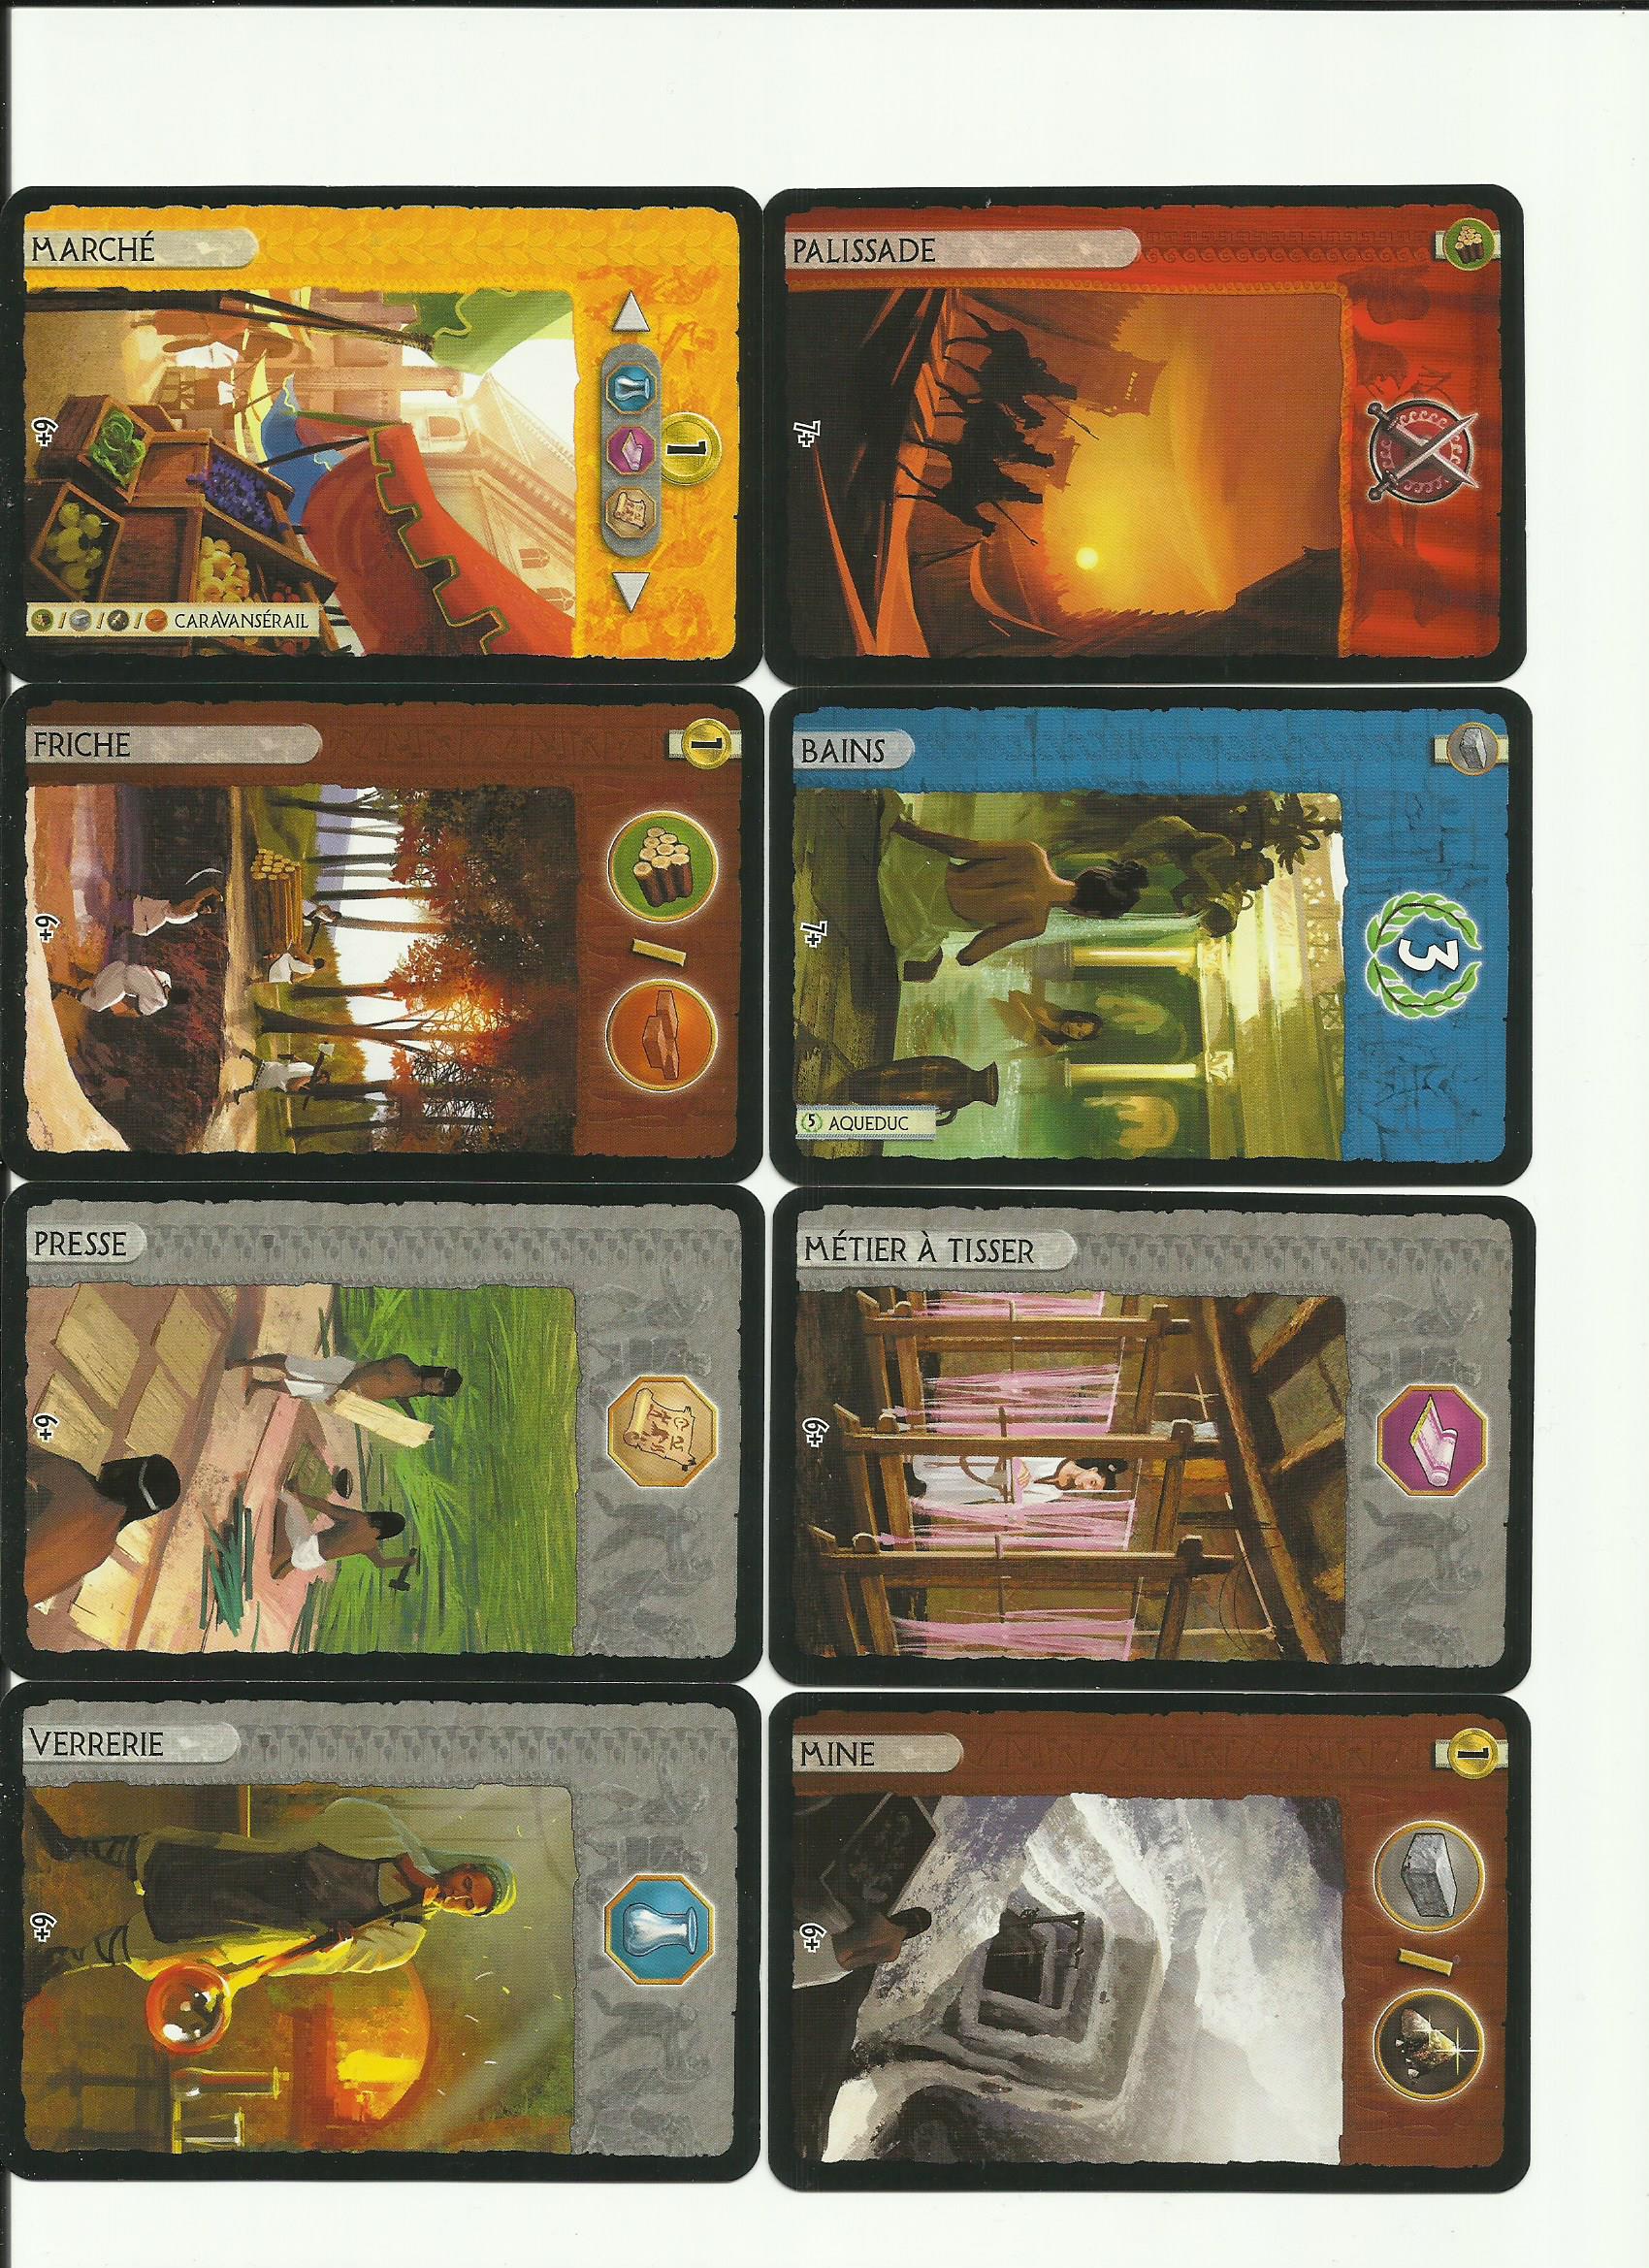 MARCHÉ
1
6+
CARAVANSÉRAIL
PALISSADE
7+
FRICHE
1
6+
BAINS
3
7+
5 AQUEDUC
PRESSE
6+
MÉTIER À TISSER
6+
VERRERIE
6+
MINE
1
6+